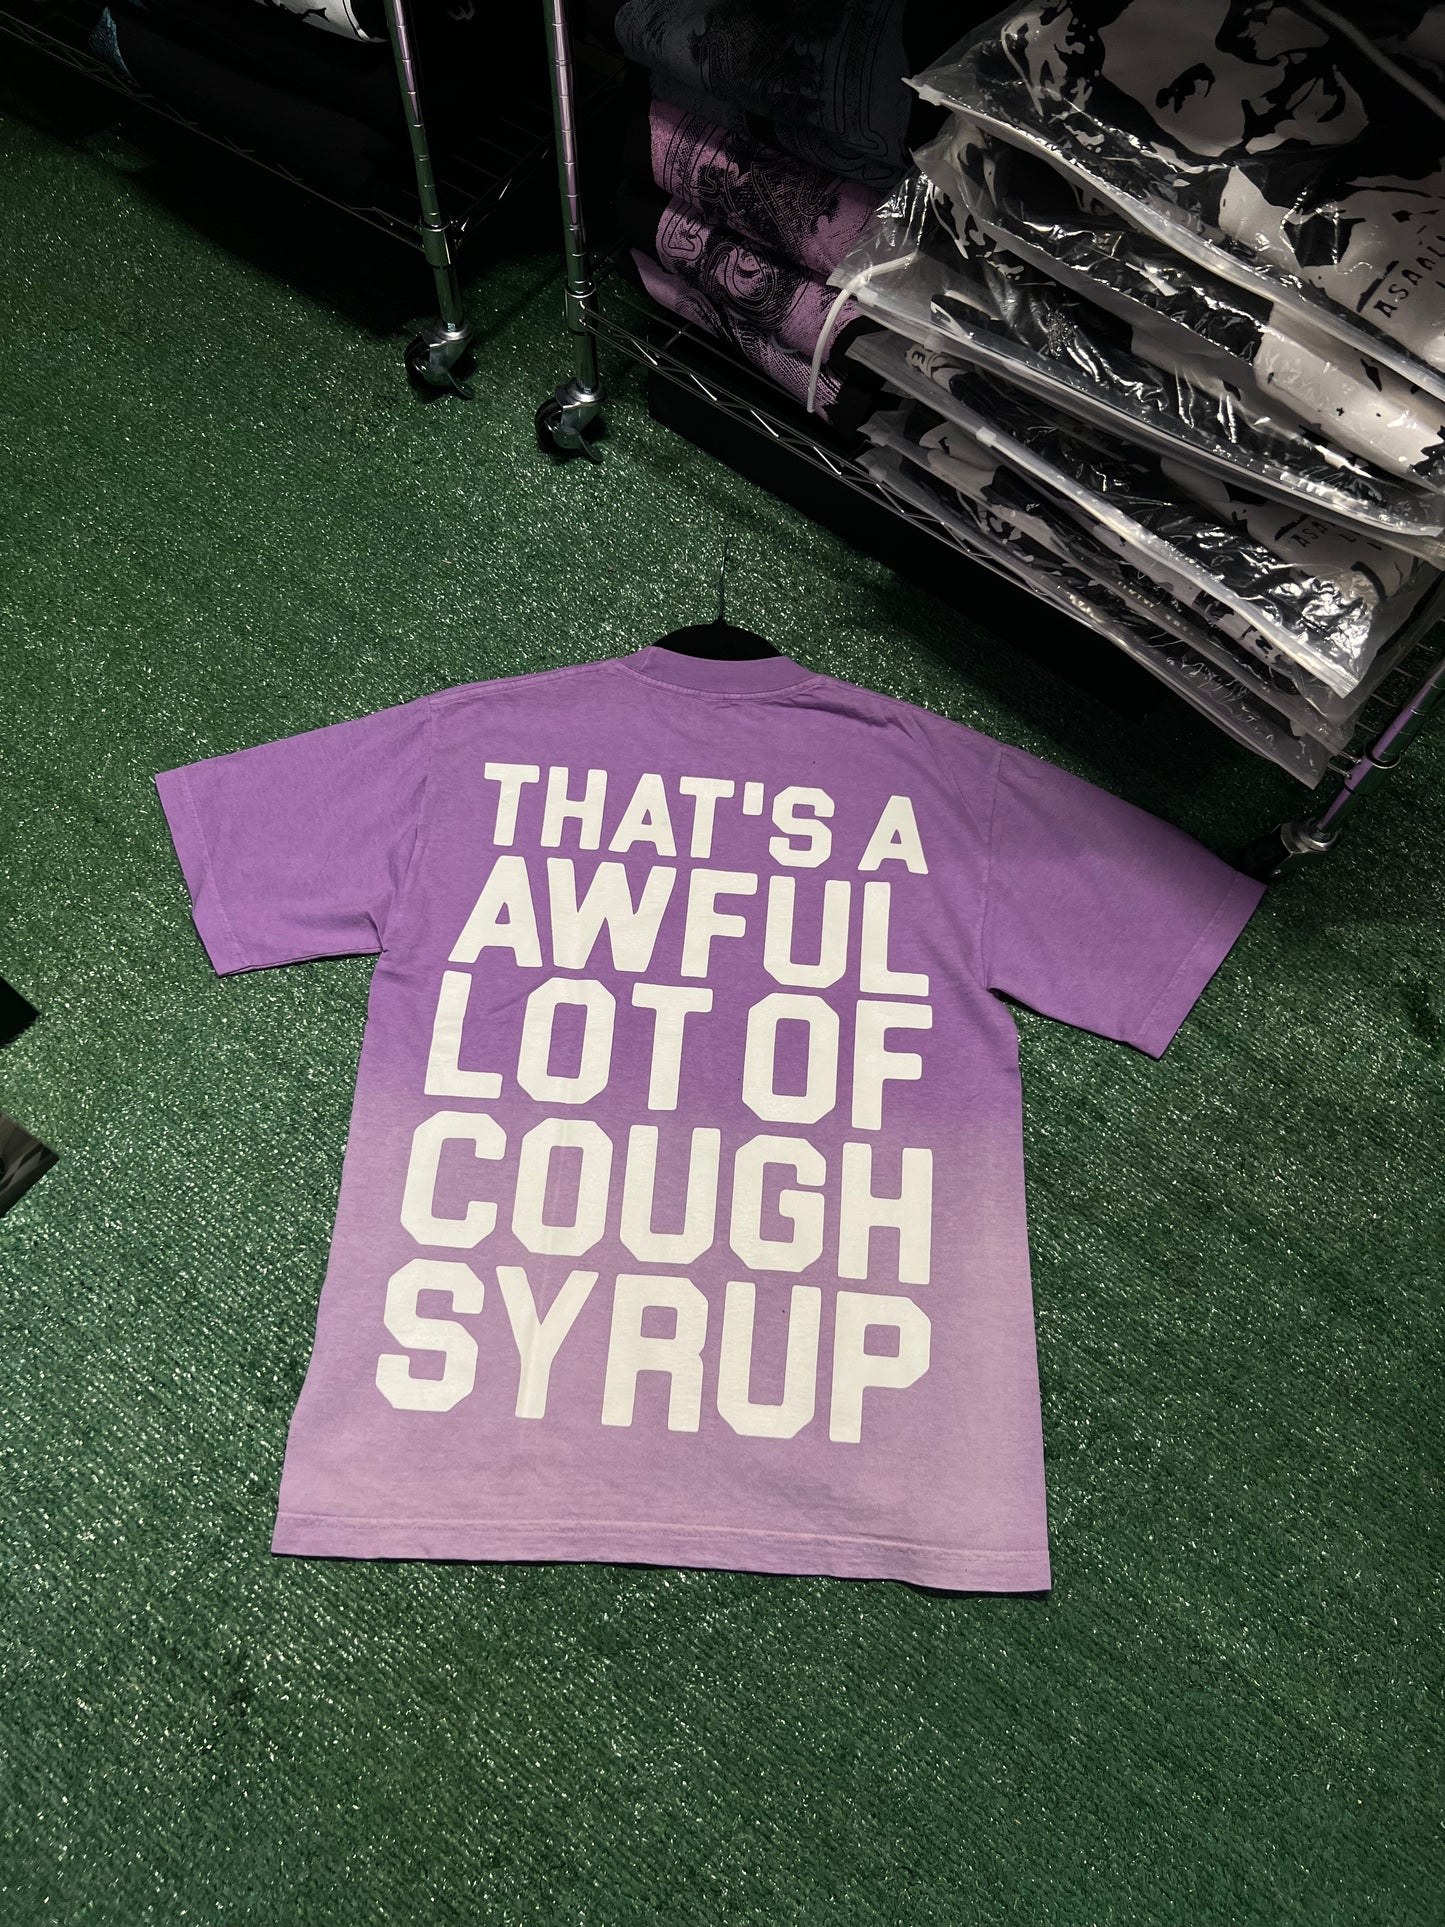 THAT'S A
AWFUL
LOT OF
COUGH
SYRUP